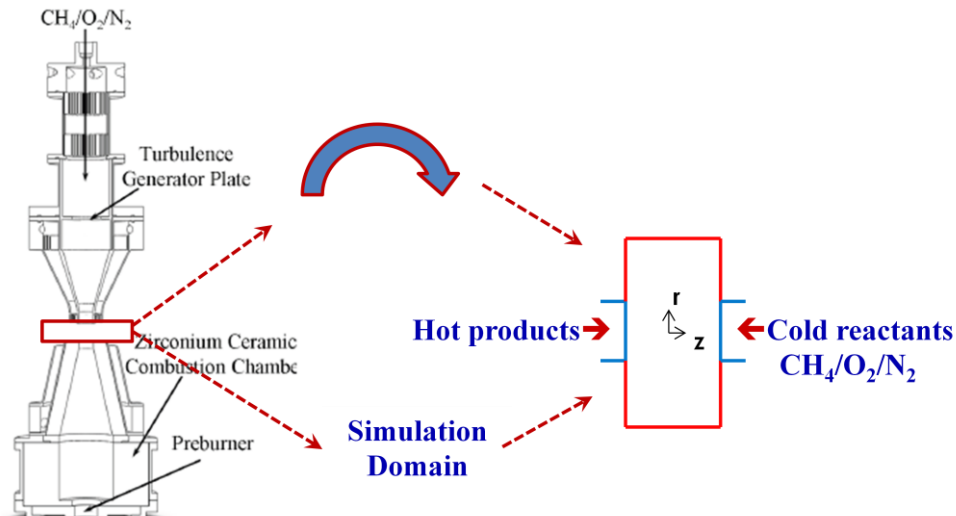 CH₄/O₂/N₂
Turbulence
Generator Plate
Zirconium Ceramic
Combustion Chambe
Preburner
Simulation
Domain
Hot products
r
z
Cold reactants
CH₄/O₂/N₂